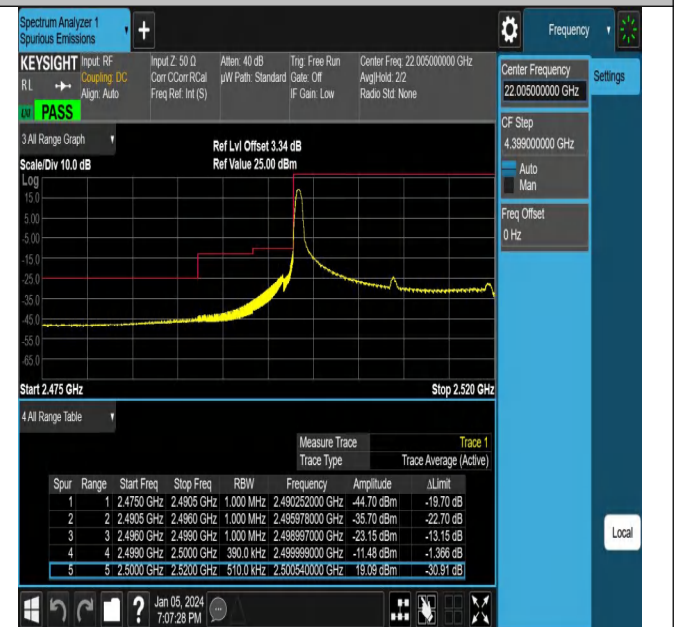 Spectrum Analyzer 1
Spurious Emissions
Frequency
KEYSIGHT Input: RF Input Z: 50 Ω Atten: 40 dB Trig: Free Run Center Freq: 22.005000000 GHz
RL Coupling: DC Corr CCorr RCal µW Path: Standard Gate: Off Avg|Hold: 2/2
Align: Auto Freq Ref: Int (S) IF Gain: Low Radio Std: None
PASS
Center Frequency
22.005000000 GHz
Settings
CF Step
4.399000000 GHz
Auto
Man
Freq Offset
0 Hz
3 All Range Graph
Ref Lvl Offset 3.34 dB
Scale/Div 10.0 dB Ref Value 25.00 dBm
Log
15.0
5.00
-5.00
-15.0
-25.0
-35.0
-45.0
-55.0
-65.0
Start 2.475 GHz Stop 2.520 GHz
4 All Range Table
Measure Trace Trace 1
Trace Type Trace Average (Active)
Spur Range Start Freq Stop Freq RBW Frequency Amplitude ΔLimit
1 1 2.4750 GHz 2.4905 GHz 1.000 MHz 2.490252000 GHz -44.70 dBm -19.70 dB
2 2 2.4905 GHz 2.4960 GHz 1.000 MHz 2.495978000 GHz -35.70 dBm -22.70 dB
3 3 2.4960 GHz 2.4990 GHz 1.000 MHz 2.498997000 GHz -23.15 dBm -13.15 dB
4 4 2.4990 GHz 2.5000 GHz 390.0 kHz 2.499999000 GHz -11.48 dBm -1.366 dB
5 5 2.5000 GHz 2.5200 GHz 510.0 kHz 2.500540000 GHz 19.09 dBm -30.91 dB
Local
Jan 05, 2024
7:07:28 PM